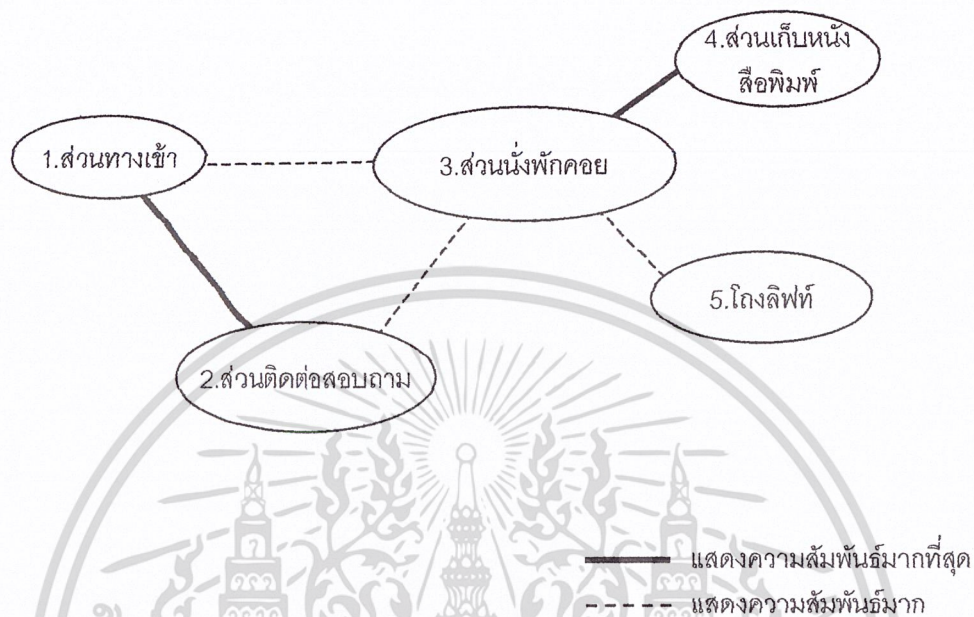 4.ส่วนเก็บหนัง
สือพิมพ์
1.ส่วนทางเข้า
3.ส่วนนั่งพักคอย
5.โถงลิฟท์
2.ส่วนติดต่อสอบถาม
แสดงความสัมพันธ์มากที่สุด
แสดงความสัมพันธ์มาก